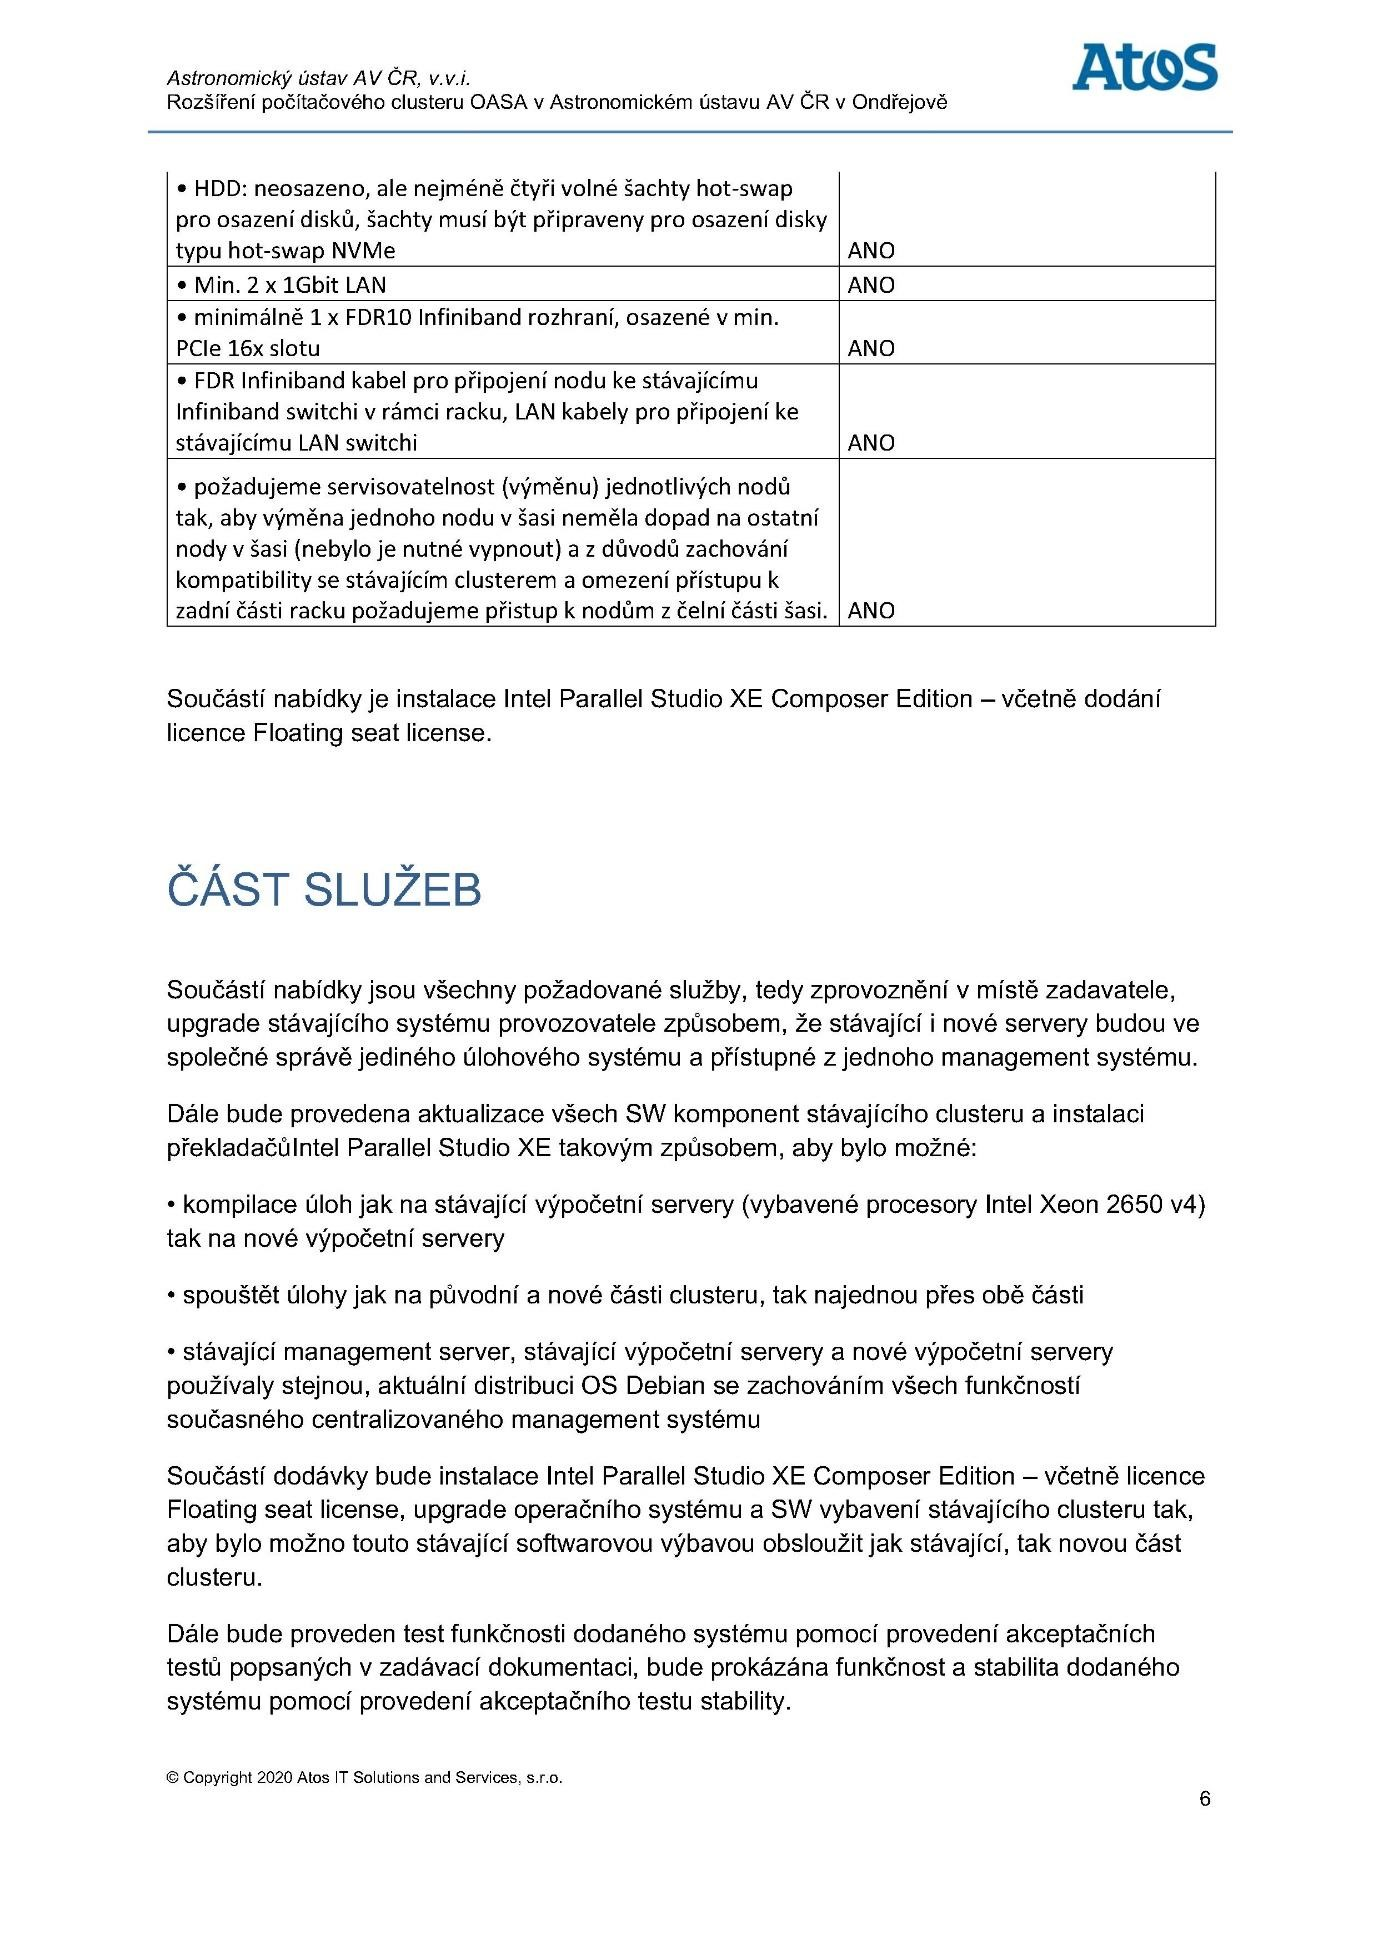 Astronomický ústav AV ČR, v.v.i.
Rozšíření počítačového clusteru OASA v Astronomickém ústavu AV ČR v Ondřejově
Atos
• HDD: neosazeno, ale nejméně čtyři volné šachty hot-swap
pro osazení disků, šachty musí být připraveny pro osazení disky
typu hot-swap NVMe
ANO
• Min. 2 x 1Gbit LAN
ANO
• minimálně 1 x FDR10 Infiniband rozhraní, osazené v min.
PCIe 16x slotu
ANO
• FDR Infiniband kabel pro připojení nodu ke stávajícímu
Infiniband switchi v rámci racku, LAN kabely pro připojení ke
stávajícímu LAN switchi
ANO
• požadujeme servisovatelnost (výměnu) jednotlivých nodů
tak, aby výměna jednoho nodu v šasi neměla dopad na ostatní
nody v šasi (nebylo je nutné vypnout) a z důvodů zachování
kompatibility se stávajícím clusterem a omezení přístupu k
zadní části racku požadujeme přistup k nodům z čelní části šasi.
ANO
Součástí nabídky je instalace Intel Parallel Studio XE Composer Edition – včetně dodání
licence Floating seat license.
ČÁST SLUŽEB
Součástí nabídky jsou všechny požadované služby, tedy zprovoznění v místě zadavatele,
upgrade stávajícího systému provozovatele způsobem, že stávající i nové servery budou ve
společné správě jediného úlohového systému a přístupné z jednoho management systému.
Dále bude provedena aktualizace všech SW komponent stávajícího clusteru a instalaci
překladačůIntel Parallel Studio XE takovým způsobem, aby bylo možné:
• kompilace úloh jak na stávající výpočetní servery (vybavené procesory Intel Xeon 2650 v4)
tak na nové výpočetní servery
• spouštět úlohy jak na původní a nové části clusteru, tak najednou přes obě části
• stávající management server, stávající výpočetní servery a nové výpočetní servery
používaly stejnou, aktuální distribuci OS Debian se zachováním všech funkčností
současného centralizovaného management systému
Součástí dodávky bude instalace Intel Parallel Studio XE Composer Edition – včetně licence
Floating seat license, upgrade operačního systému a SW vybavení stávajícího clusteru tak,
aby bylo možno touto stávající softwarovou výbavou obsloužit jak stávající, tak novou část
clusteru.
Dále bude proveden test funkčnosti dodaného systému pomocí provedení akceptačních
testů popsaných v zadávací dokumentaci, bude prokázána funkčnost a stabilita dodaného
systému pomocí provedení akceptačního testu stability.
© Copyright 2020 Atos IT Solutions and Services, s.r.o.
6